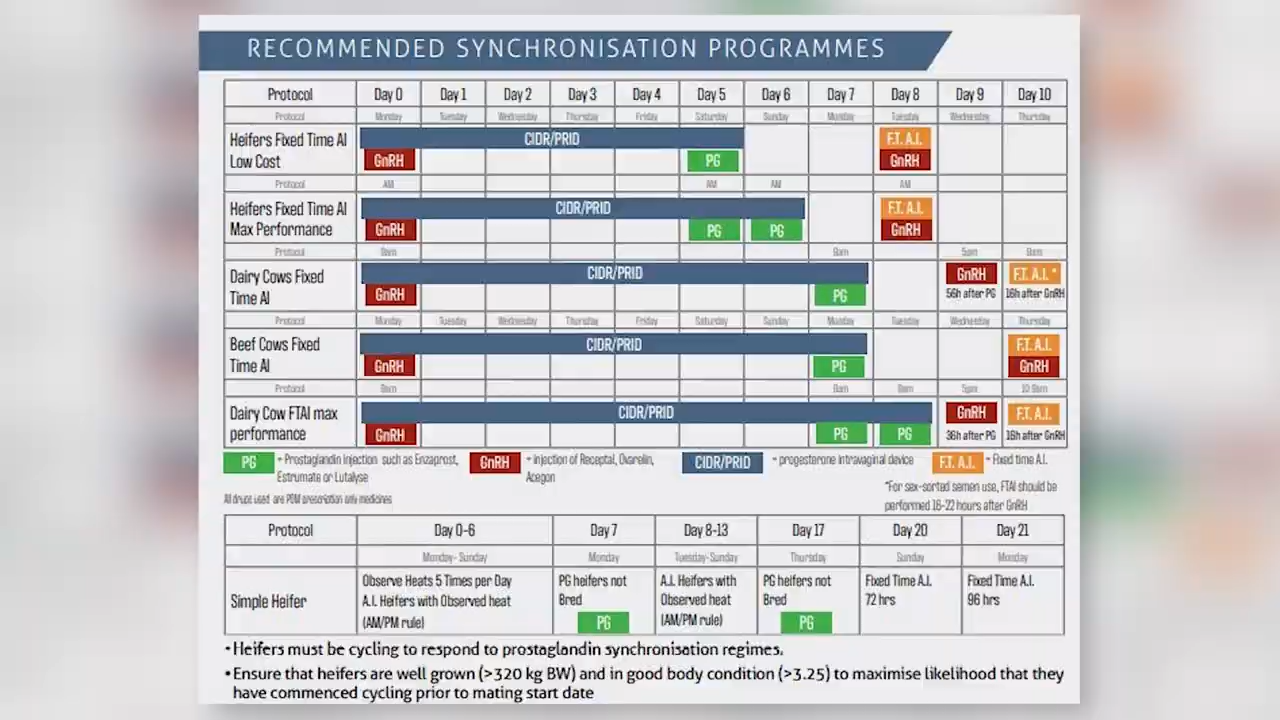 RECOMMENDED SYNCHRONISATION PROGRAMMES
Protocol Day 0 Day 1 Day 2 Day 3 Day 4 Day 5 Day 6 Day 7 Day 8 Day 9 Day 10
Protocol Monday Tuesday Wednesday Thursday Friday Saturday Sunday Monday Tuesday Wednesday Thursday
Heifers Fixed Time AI CIDR/PRID F.T. A.I.
Low Cost GnRH PG GnRH
Protocol AM AM AM AM
Heifers Fixed Time AI CIDR/PRID F.T. A.I.
Max Performance GnRH PG PG GnRH
Protocol 9am 9am 5pm 9am
Dairy Cows Fixed CIDR/PRID GnRH F.T. A.I. *
Time AI GnRH PG 56h after PG 16h after GnRH
Protocol Monday Tuesday Wednesday Thursday Friday Saturday Sunday Monday Tuesday Wednesday Thursday
Beef Cows Fixed CIDR/PRID F.T. A.I.
Time AI GnRH PG GnRH
Protocol 9am 9am 9am 5pm
Dairy Cow FTAI max CIDR/PRID GnRH F.T. A.I.
performance GnRH PG PG 36h after PG 16h after GnRH
PG = Prostaglandin injection such as Enzaprost, GnRH = injection of Receptal, Ovarelin, CIDR/PRID = progesterone intravaginal device F.T. A.I. = Fixed time A.I.
Estrumate or Lutalyse Acegon
*For sex-sorted semen use, FTAI should be
All drugs used are POM prescription only medicines
performed 16-22 hours after GnRH
Protocol Day 0-6 Day 7 Day 8-13 Day 17 Day 20 Day 21
Monday- Sunday Monday Tuesday-Sunday Thursday Sunday Monday
Observe Heats 5 Times per Day PG heifers not A.I. Heifers with PG heifers not Fixed Time A.I. Fixed Time A.I.
Simple Heifer A.I. Heifers with Observed heat Bred Observed heat Bred 72 hrs 96 hrs
(AM/PM rule) PG (AM/PM rule) PG
•Heifers must be cycling to respond to prostaglandin synchronisation regimes.
•Ensure that heifers are well grown (>320 kg BW) and in good body condition (>3.25) to maximise likelihood that they
have commenced cycling prior to mating start date